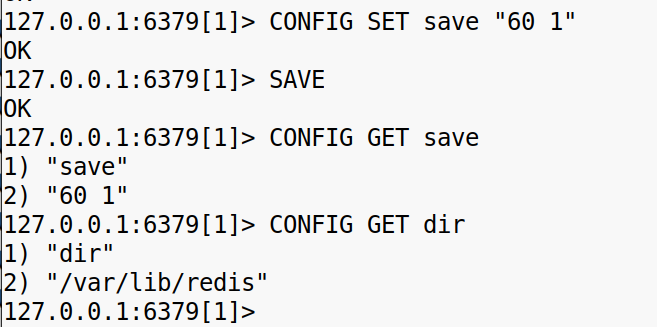 127.0.0.1:6379[1]> CONFIG SET save "60 1"
OK
127.0.0.1:6379[1]> SAVE
OK
127.0.0.1:6379[1]> CONFIG GET save
1) "save"
2) "60 1"
127.0.0.1:6379[1]> CONFIG GET dir
1) "dir"
2) "/var/lib/redis"
127.0.0.1:6379[1]>